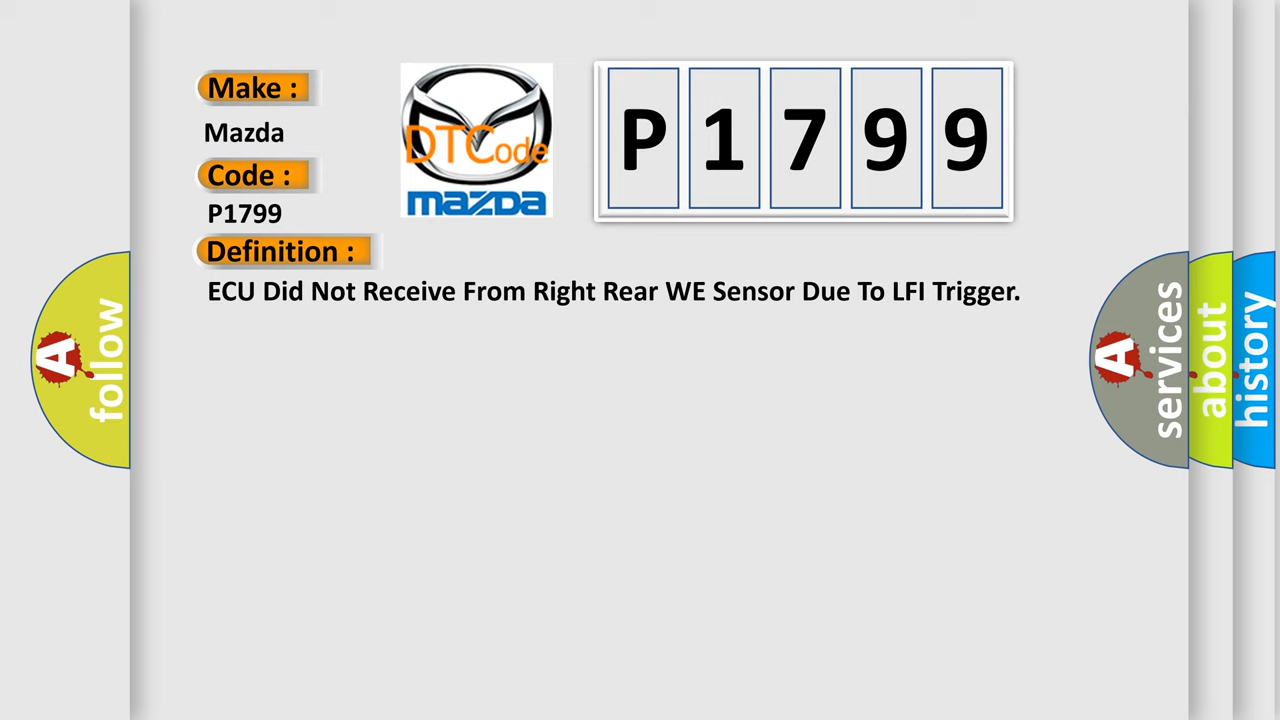 Make :
Mazda
Code :
P1799
Definition :
ECU Did Not Receive From Right Rear WE Sensor Due To LFI Trigger.
DTCode
mazda
P 1 7 9 9
A follow
A services
about
history